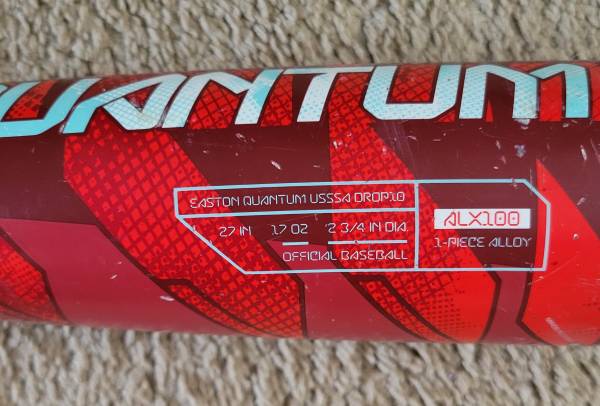 QUANTUM
EASTON QUANTUM USSSA DROP10
27 IN 17 OZ 2 3/4 IN DIA.
OFFICIAL BASEBALL
ALX100
1-PIECE ALLOY